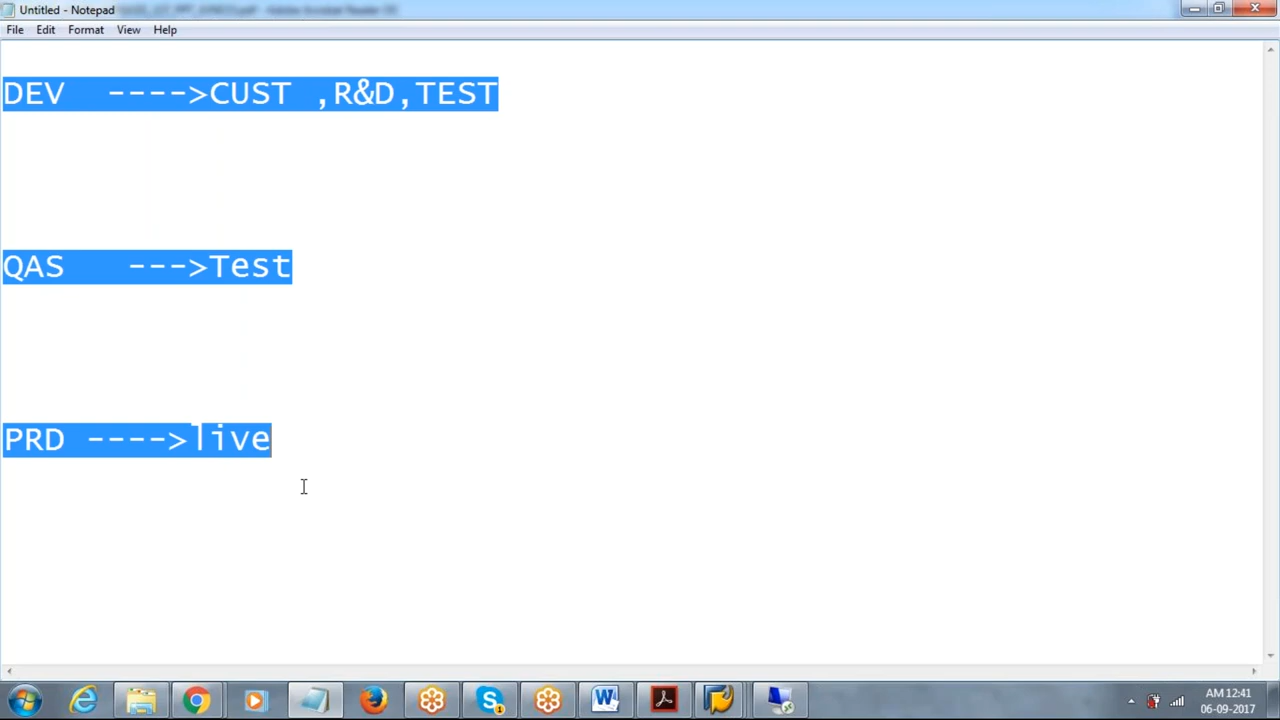 Untitled - Notepad
File Edit Format View Help
DEV ---->CUST ,R&D,TEST
QAS --->Test
PRD ---->live
AM 12:41
06-09-2017